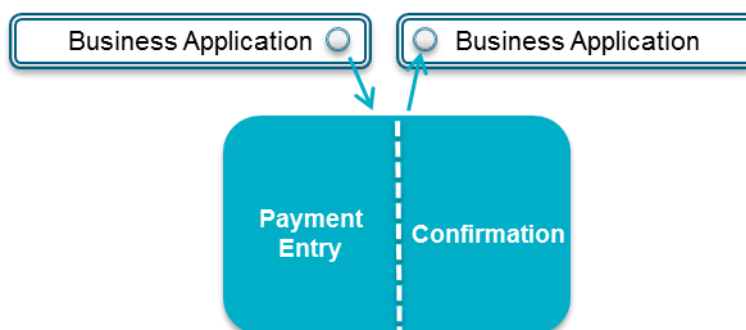 Business Application
Business Application
Payment
Entry
Confirmation